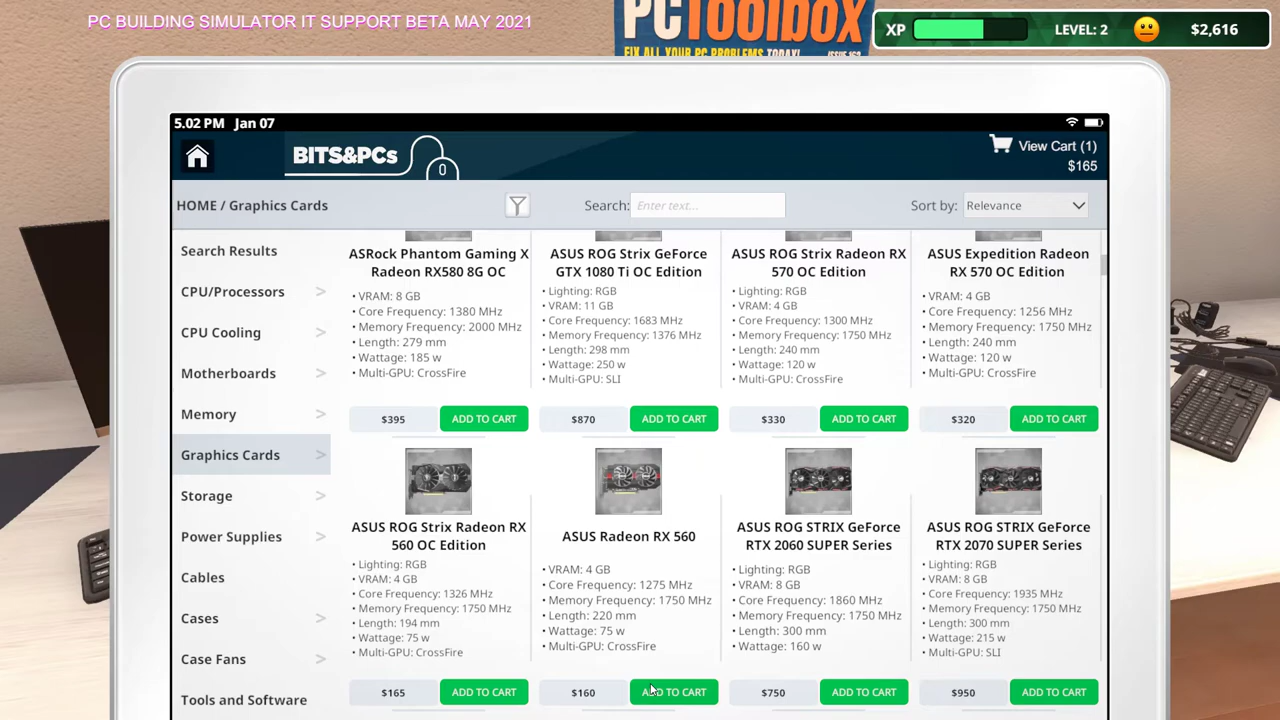 PC BUILDING SIMULATOR IT SUPPORT BETA MAY 2021
PCToolbox
FIX ALL YOUR PC PROBLEMS TODAY!
XP LEVEL: 2 $2,616
5.02 PM Jan 07
BITS&PCs
0
View Cart (1)
$165
HOME / Graphics Cards
Search: Enter text...
Sort by: Relevance
Search Results
CPU/Processors >
CPU Cooling >
Motherboards >
Memory >
Graphics Cards >
Storage >
Power Supplies >
Cables >
Cases >
Case Fans >
Tools and Software
ASRock Phantom Gaming X
Radeon RX580 8G OC
• VRAM: 8 GB
• Core Frequency: 1380 MHz
• Memory Frequency: 2000 MHz
• Length: 279 mm
• Wattage: 185 w
• Multi-GPU: CrossFire
$395 ADD TO CART
ASUS ROG Strix GeForce
GTX 1080 Ti OC Edition
• Lighting: RGB
• VRAM: 11 GB
• Core Frequency: 1683 MHz
• Memory Frequency: 1376 MHz
• Length: 298 mm
• Wattage: 250 w
• Multi-GPU: SLI
$870 ADD TO CART
ASUS ROG Strix Radeon RX
570 OC Edition
• Lighting: RGB
• VRAM: 4 GB
• Core Frequency: 1300 MHz
• Memory Frequency: 1750 MHz
• Length: 240 mm
• Wattage: 120 w
• Multi-GPU: CrossFire
$330 ADD TO CART
ASUS Expedition Radeon
RX 570 OC Edition
• VRAM: 4 GB
• Core Frequency: 1256 MHz
• Memory Frequency: 1750 MHz
• Length: 240 mm
• Wattage: 120 w
• Multi-GPU: CrossFire
$320 ADD TO CART
ASUS ROG Strix Radeon RX
560 OC Edition
• Lighting: RGB
• VRAM: 4 GB
• Core Frequency: 1326 MHz
• Memory Frequency: 1750 MHz
• Length: 194 mm
• Wattage: 75 w
• Multi-GPU: CrossFire
$165 ADD TO CART
ASUS Radeon RX 560
• VRAM: 4 GB
• Core Frequency: 1275 MHz
• Memory Frequency: 1750 MHz
• Length: 220 mm
• Wattage: 75 w
• Multi-GPU: CrossFire
$160 ADD TO CART
ASUS ROG STRIX GeForce
RTX 2060 SUPER Series
• Lighting: RGB
• VRAM: 8 GB
• Core Frequency: 1860 MHz
• Memory Frequency: 1750 MHz
• Length: 300 mm
• Wattage: 160 w
$750 ADD TO CART
ASUS ROG STRIX GeForce
RTX 2070 SUPER Series
• Lighting: RGB
• VRAM: 8 GB
• Core Frequency: 1935 MHz
• Memory Frequency: 1750 MHz
• Length: 300 mm
• Wattage: 215 w
• Multi-GPU: SLI
$950 ADD TO CART